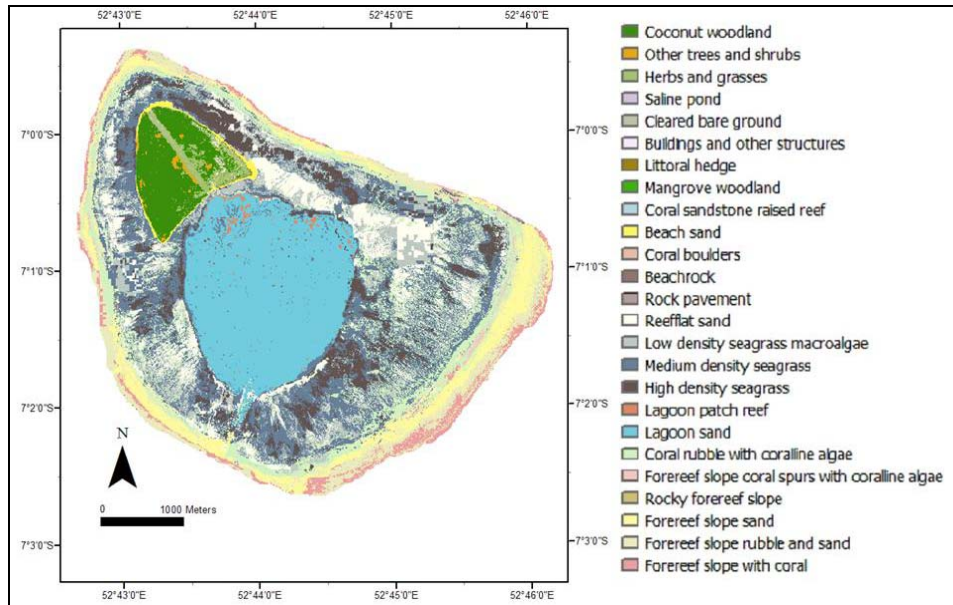 52°43'0"E 52°44'0"E 52°45'0"E 52°46'0"E
7°0'0"S 7°0'0"S
7°1'0"S 7°1'0"S
7°2'0"S 7°2'0"S
7°3'0"S 7°3'0"S
N
0 1000 Meters
52°43'0"E 52°44'0"E 52°45'0"E 52°46'0"E
Coconut woodland
Other trees and shrubs
Herbs and grasses
Saline pond
Cleared bare ground
Buildings and other structures
Littoral hedge
Mangrove woodland
Coral sandstone raised reef
Beach sand
Coral boulders
Beachrock
Rock pavement
Reefflat sand
Low density seagrass macroalgae
Medium density seagrass
High density seagrass
Lagoon patch reef
Lagoon sand
Coral rubble with coralline algae
Forereef slope coral spurs with coralline algae
Rocky forereef slope
Forereef slope sand
Forereef slope rubble and sand
Forereef slope with coral